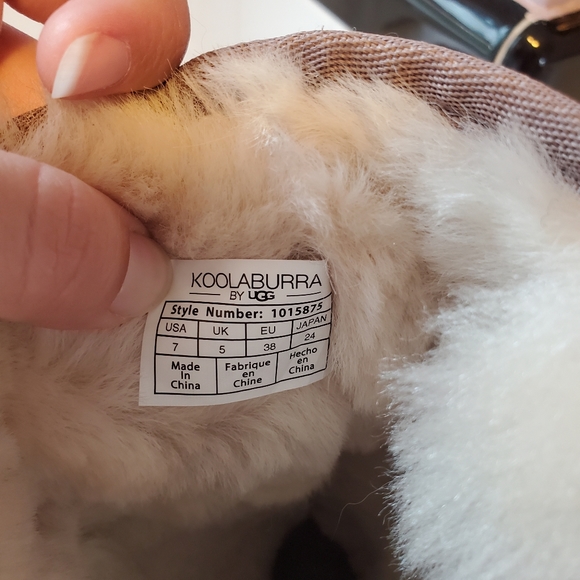 KOOLABURRA
BY UGG
Style Number: 1015875
USA UK EU JAPAN
7 5 38 24
Made in China Fabrique en Chine Hecho en China